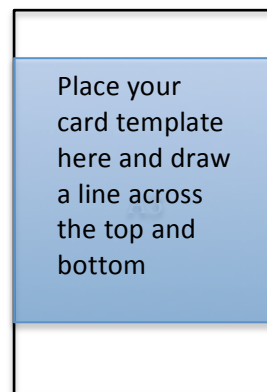 Place your
card template
here and draw
a line across
the top and
bottom